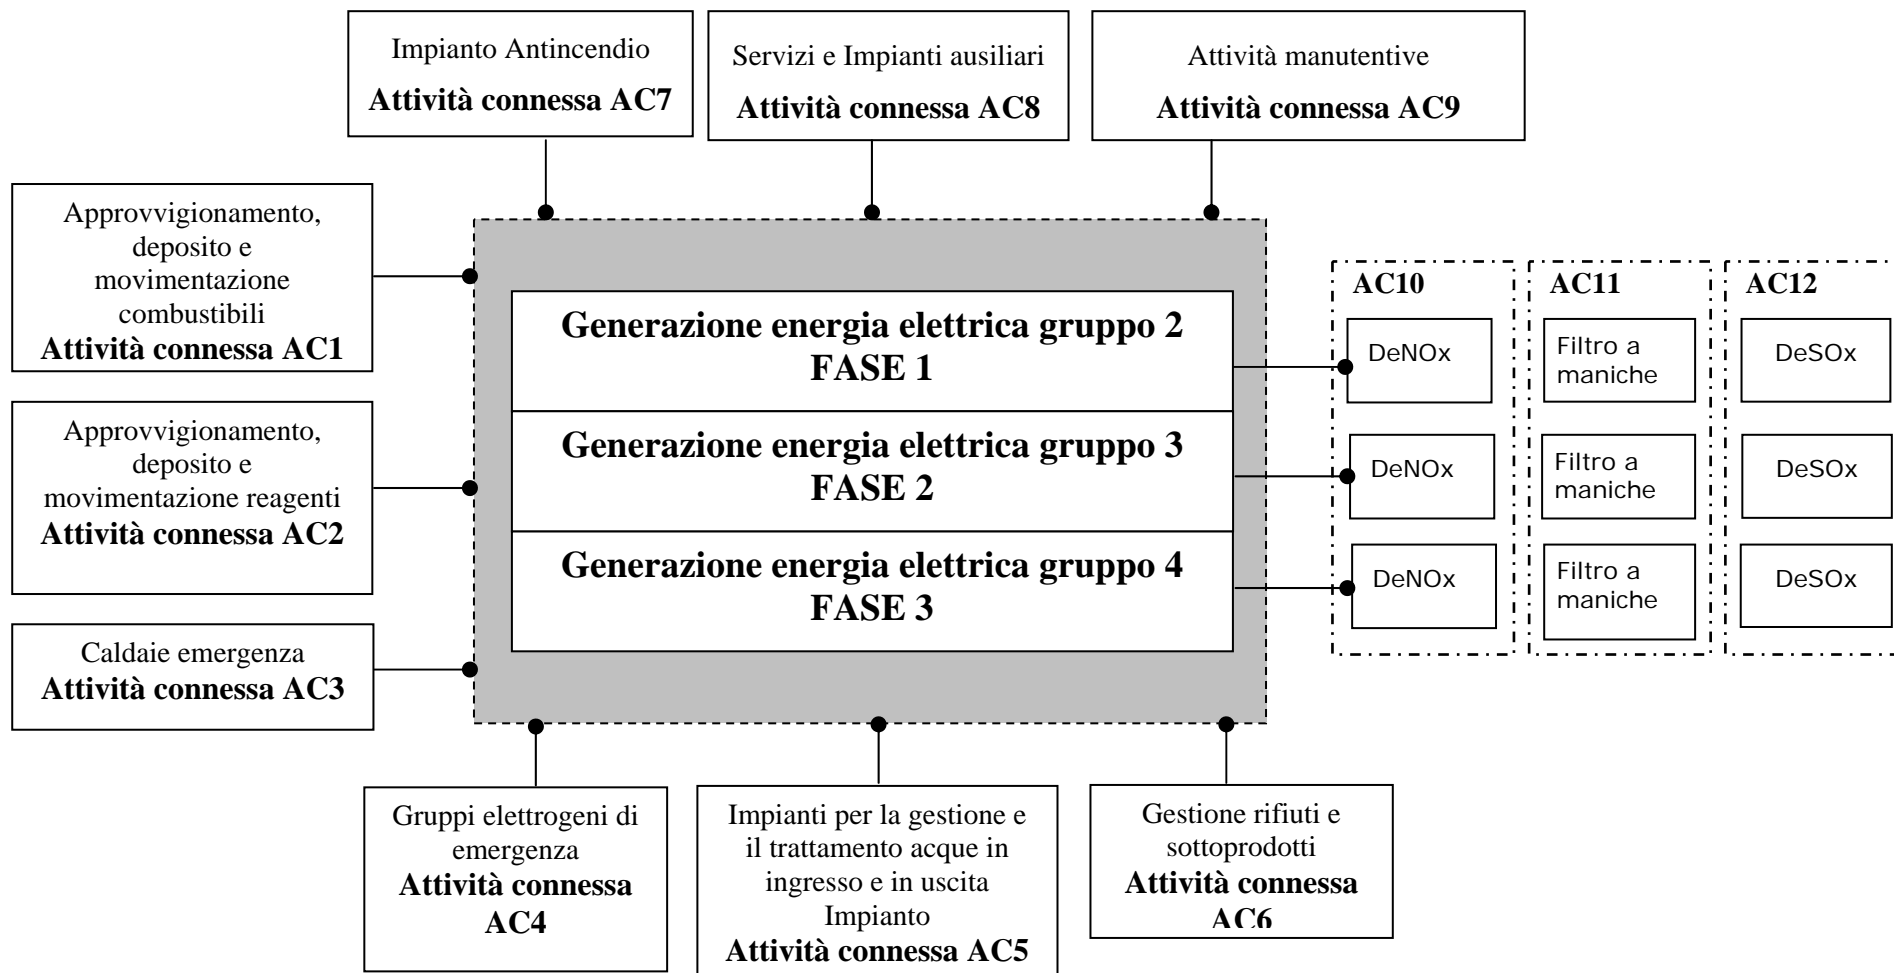 Impianto Antincendio
Attività connessa AC7
Servizi e Impianti ausiliari
Attività connessa AC8
Attività manutentive
Attività connessa AC9
Approvvigionamento,
deposito e
movimentazione
combustibili
Attività connessa AC1
Approvvigionamento,
deposito e
movimentazione reagenti
Attività connessa AC2
Caldaie emergenza
Attività connessa AC3
Generazione energia elettrica gruppo 2
FASE 1
Generazione energia elettrica gruppo 3
FASE 2
Generazione energia elettrica gruppo 4
FASE 3
AC10
DeNOx
DeNOx
DeNOx
AC11
Filtro a
maniche
Filtro a
maniche
Filtro a
maniche
AC12
DeSOx
DeSOx
DeSOx
Gruppi elettrogeni di
emergenza
Attività connessa
AC4
Impianti per la gestione e
il trattamento acque in
ingresso e in uscita
Impianto
Attività connessa AC5
Gestione rifiuti e
sottoprodotti
Attività connessa
AC6